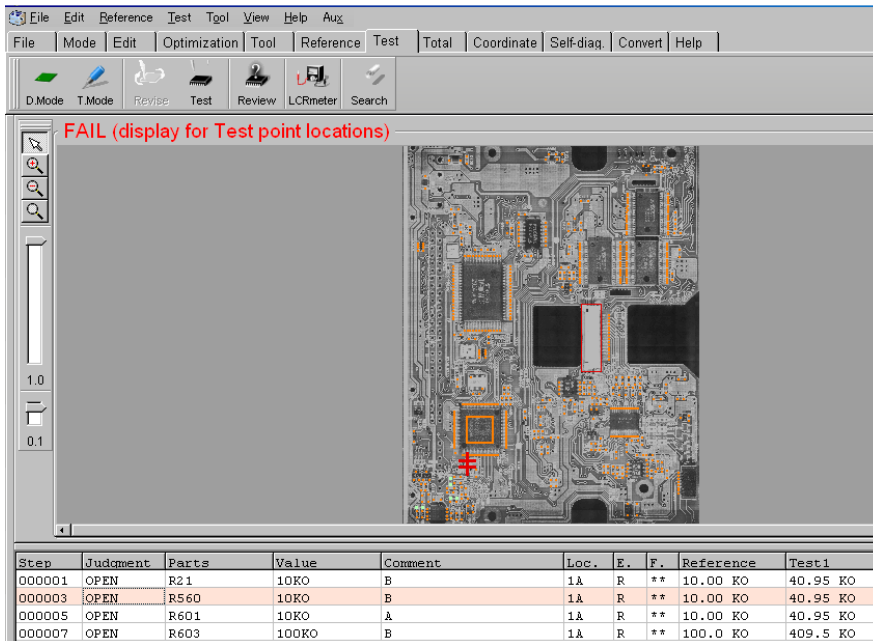 File Edit Reference Test Tool View Help Aux
File Mode Edit Optimization Tool Reference Test Total Coordinate Self-diag. Convert Help
D.Mode T.Mode Revise Test Review LCRmeter Search
FAIL (display for Test point locations)
1.0
0.1
Step Judgment Parts Value Comment Loc. E. F. Reference Test1
000001 OPEN R21 10KO B 1A R ** 10.00 KO 40.95 KO
000003 OPEN R560 10KO B 1A R ** 10.00 KO 40.95 KO
000005 OPEN R601 10KO A 1A R ** 10.00 KO 40.95 KO
000007 OPEN R603 100KO B 1A R ** 100.0 KO 409.5 KO